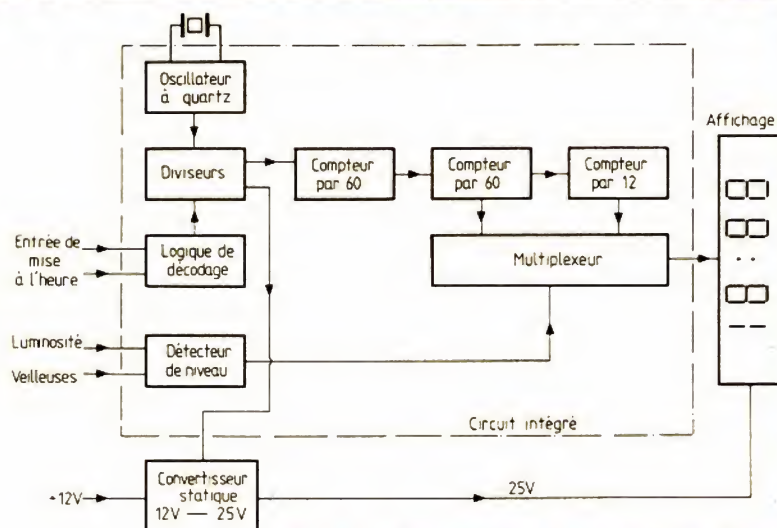 Oscillateur
à quartz
Affichage
Diviseurs
Compteur
par 60
Compteur
par 60
Compteur
par 12
Entrée de
mise
à l'heure
Logique de
décodage
Multiplexeur
Luminosité
Veilleuses
Détecteur
de niveau
Circuit intégré
+12V
Convertisseur
statique
12V — 25V
25V